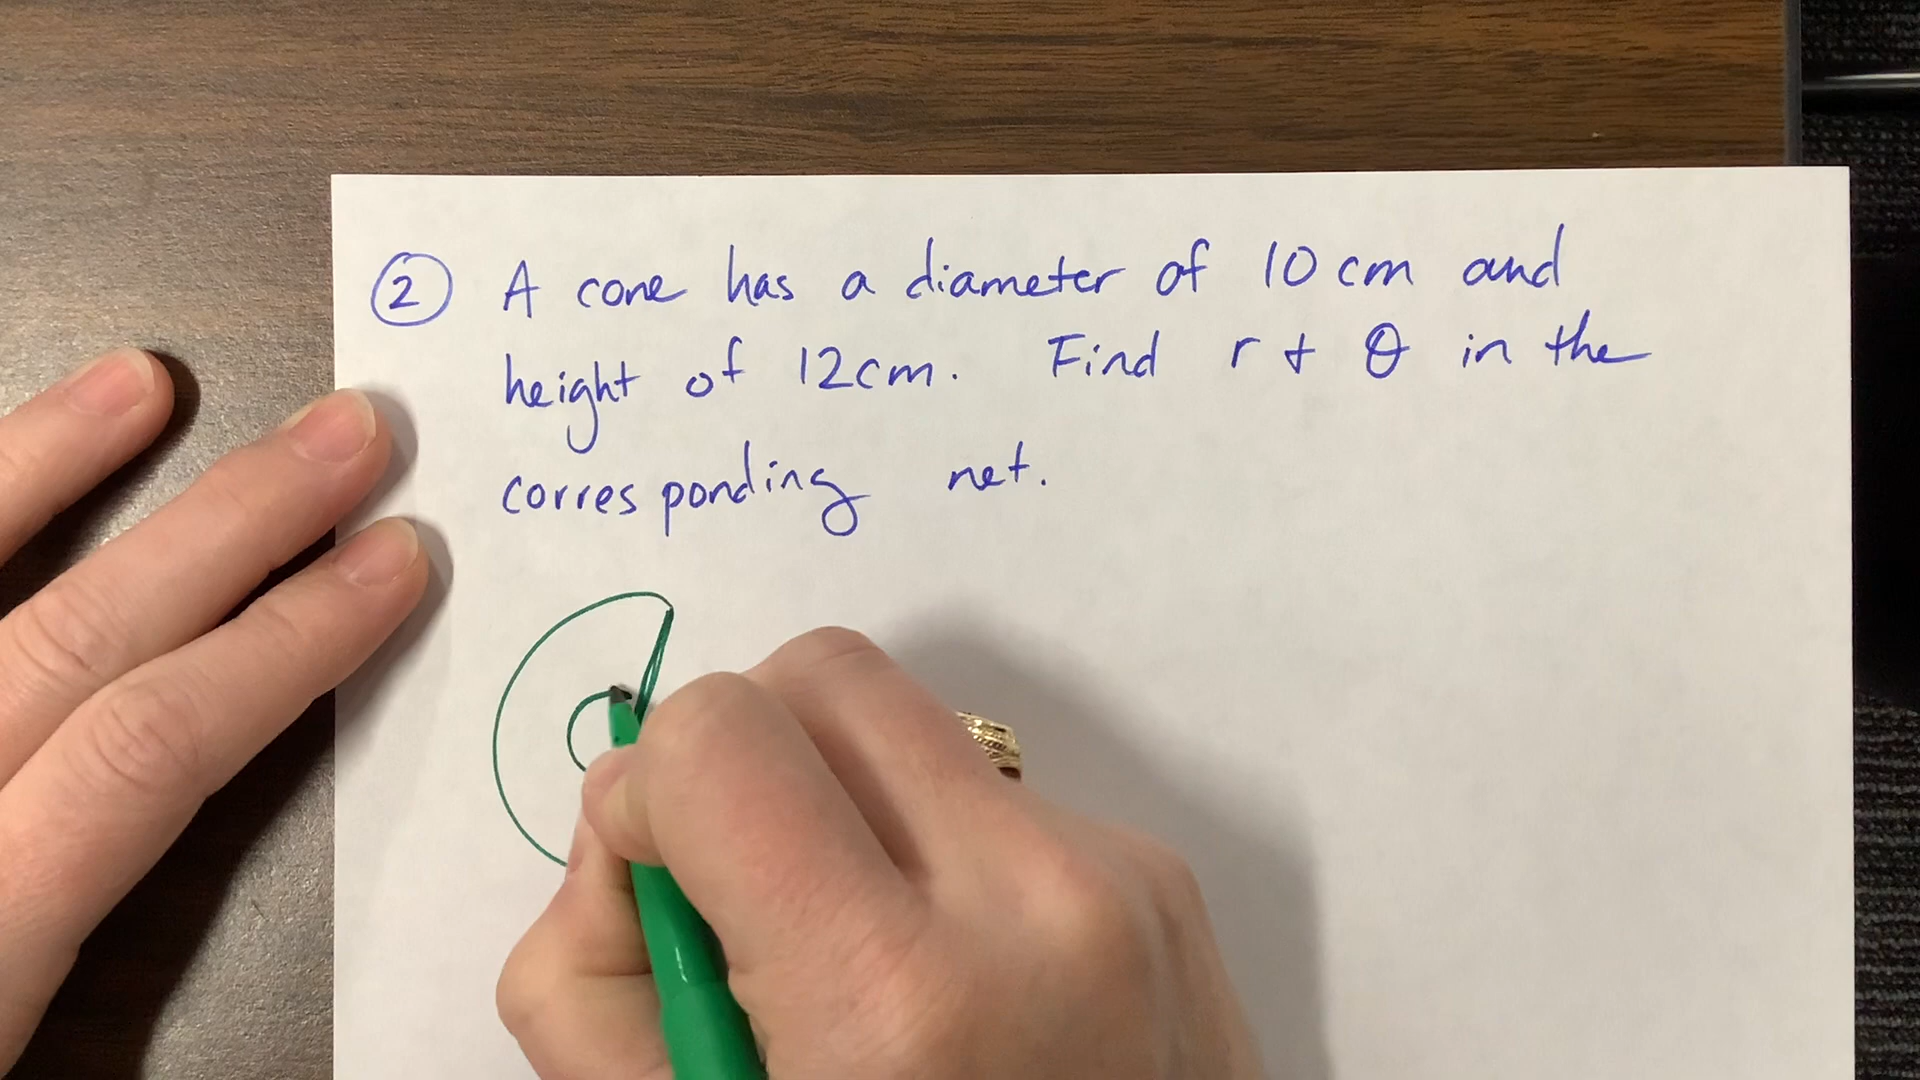 ② A cone has a diameter of 10 cm and
height of 12cm. Find r + θ in the
corresponding net.